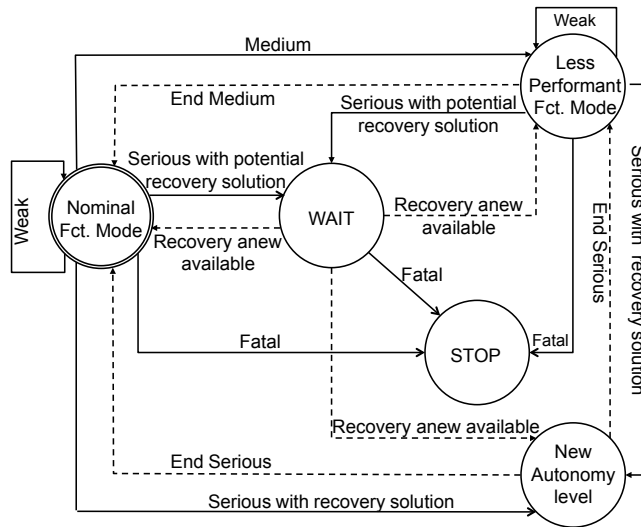 Weak
Medium
Less
Performant
Fct. Mode
End Medium
Serious with potential
recovery solution
Serious with potential
recovery solution
Weak
Nominal
Fct. Mode
WAIT
Recovery anew
available
Recovery anew
available
End Serious
Serious with recovery solution
Fatal
Fatal
STOP
Fatal
Recovery anew available
End Serious
New
Autonomy
level
Serious with recovery solution